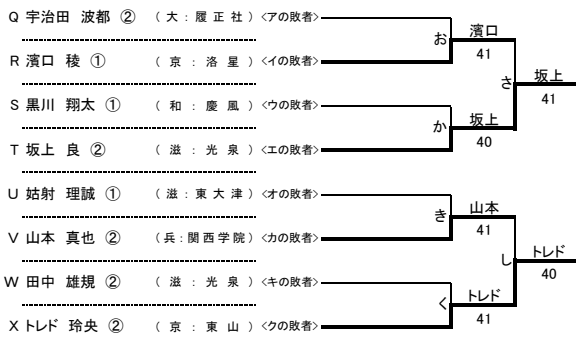 Q 宇治田 波都 ② ( 大 : 履正社 ) <アの敗者>
お 濱口
41
R 濱口 稜 ① ( 京 : 洛 星 ) <イの敗者>
さ 坂上
41
S 黒川 翔太 ① ( 和 : 慶 風 ) <ウの敗者>
か 坂上
40
T 坂上 良 ② ( 滋 : 光 泉 ) <エの敗者>
U 姑射 理誠 ① ( 滋 : 東大津 ) <オの敗者>
き 山本
41
V 山本 真也 ② ( 兵 : 関西学院 ) <カの敗者>
し トレド
40
W 田中 雄規 ② ( 滋 : 光 泉 ) <キの敗者>
く トレド
41
X トレド 玲央 ② ( 京 : 東 山 ) <クの敗者>